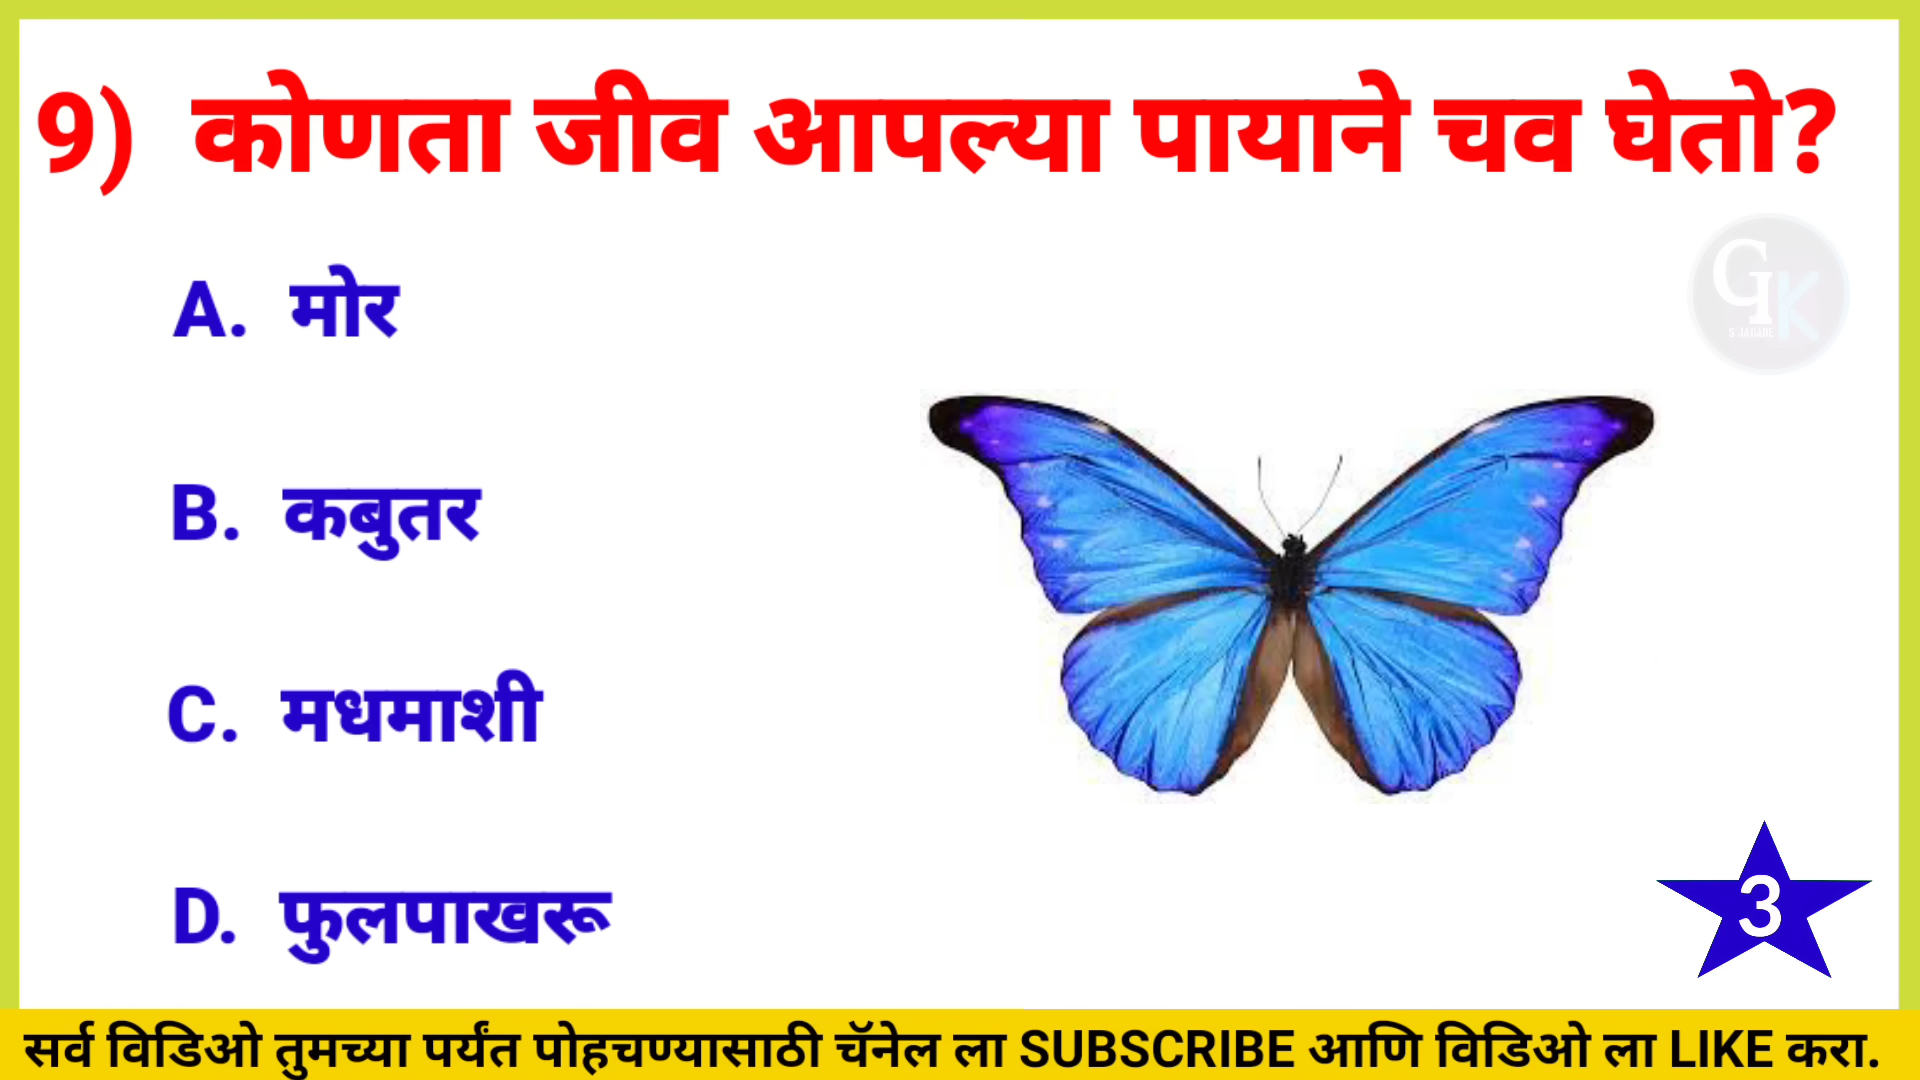 9) कोणता जीव आपल्या पायाने चव घेतो?
A. मोर
GK
B. कबुतर
C. मधमाशी
D. फुलपाखरू
3
सर्व विडिओ तुमच्या पर्यंत पोहचण्यासाठी चॅनेल ला SUBSCRIBE आणि विडिओ ला LIKE करा.